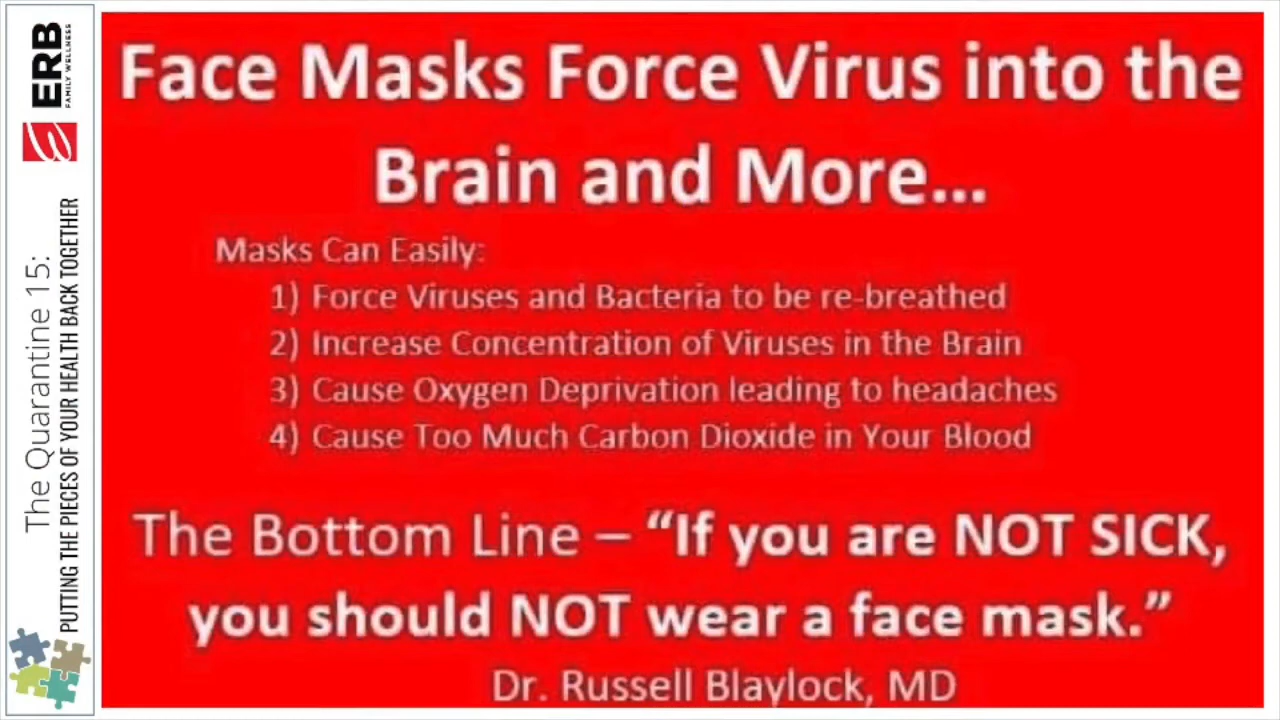 ERB
FAMILY WELLNESS
The Quarantine 15:
PUTTING THE PIECES OF YOUR HEALTH BACK TOGETHER
Face Masks Force Virus into the
Brain and More...
Masks Can Easily:
1) Force Viruses and Bacteria to be re-breathed
2) Increase Concentration of Viruses in the Brain
3) Cause Oxygen Deprivation leading to headaches
4) Cause Too Much Carbon Dioxide in Your Blood
The Bottom LIne – “If you are NOT SICK,
you should NOT wear a face mask.”
Dr. Russell Blaylock, MD